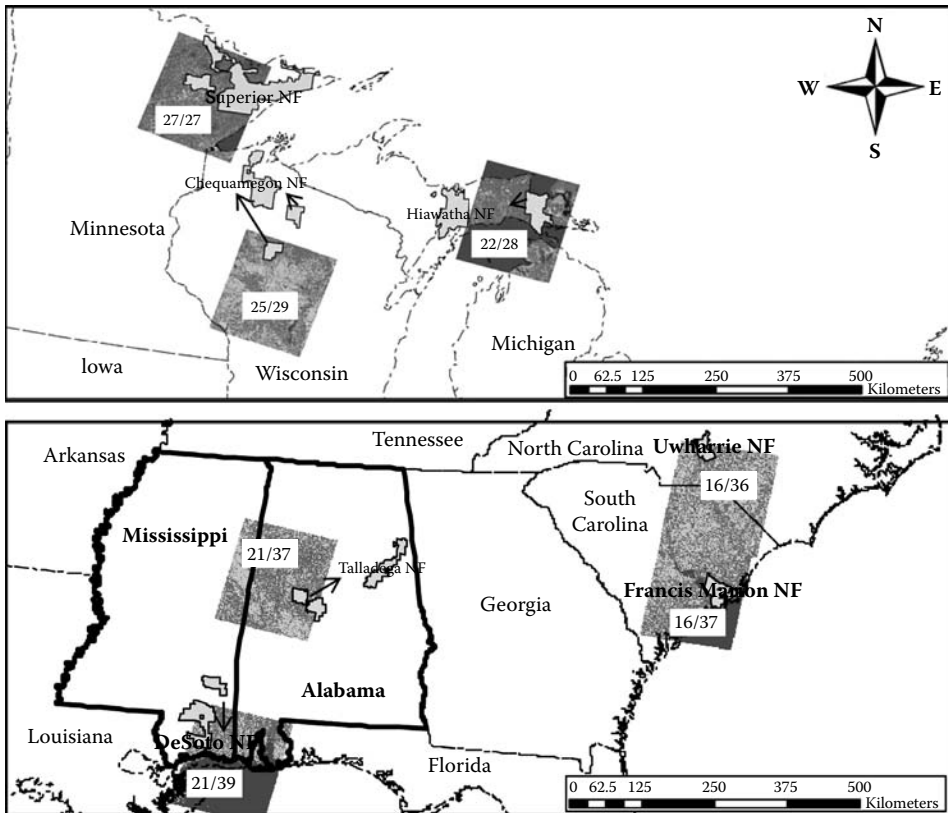 N
W E
S
Superior NF
27/27
Chequamegon NF
Hiawatha NF
Minnesota
22/28
25/29
Michigan
Iowa
Wisconsin
0 62.5 125 250 375 500
Kilometers
Tennessee
North Carolina
Uwharrie NF
Arkansas
16/36
South
Carolina
Mississippi
21/37
Talladega NF
Francis Marion NF
Georgia
16/37
Alabama
Louisiana
DeSoto NF
Florida
21/39
0 62.5 125 250 375 500
Kilometers